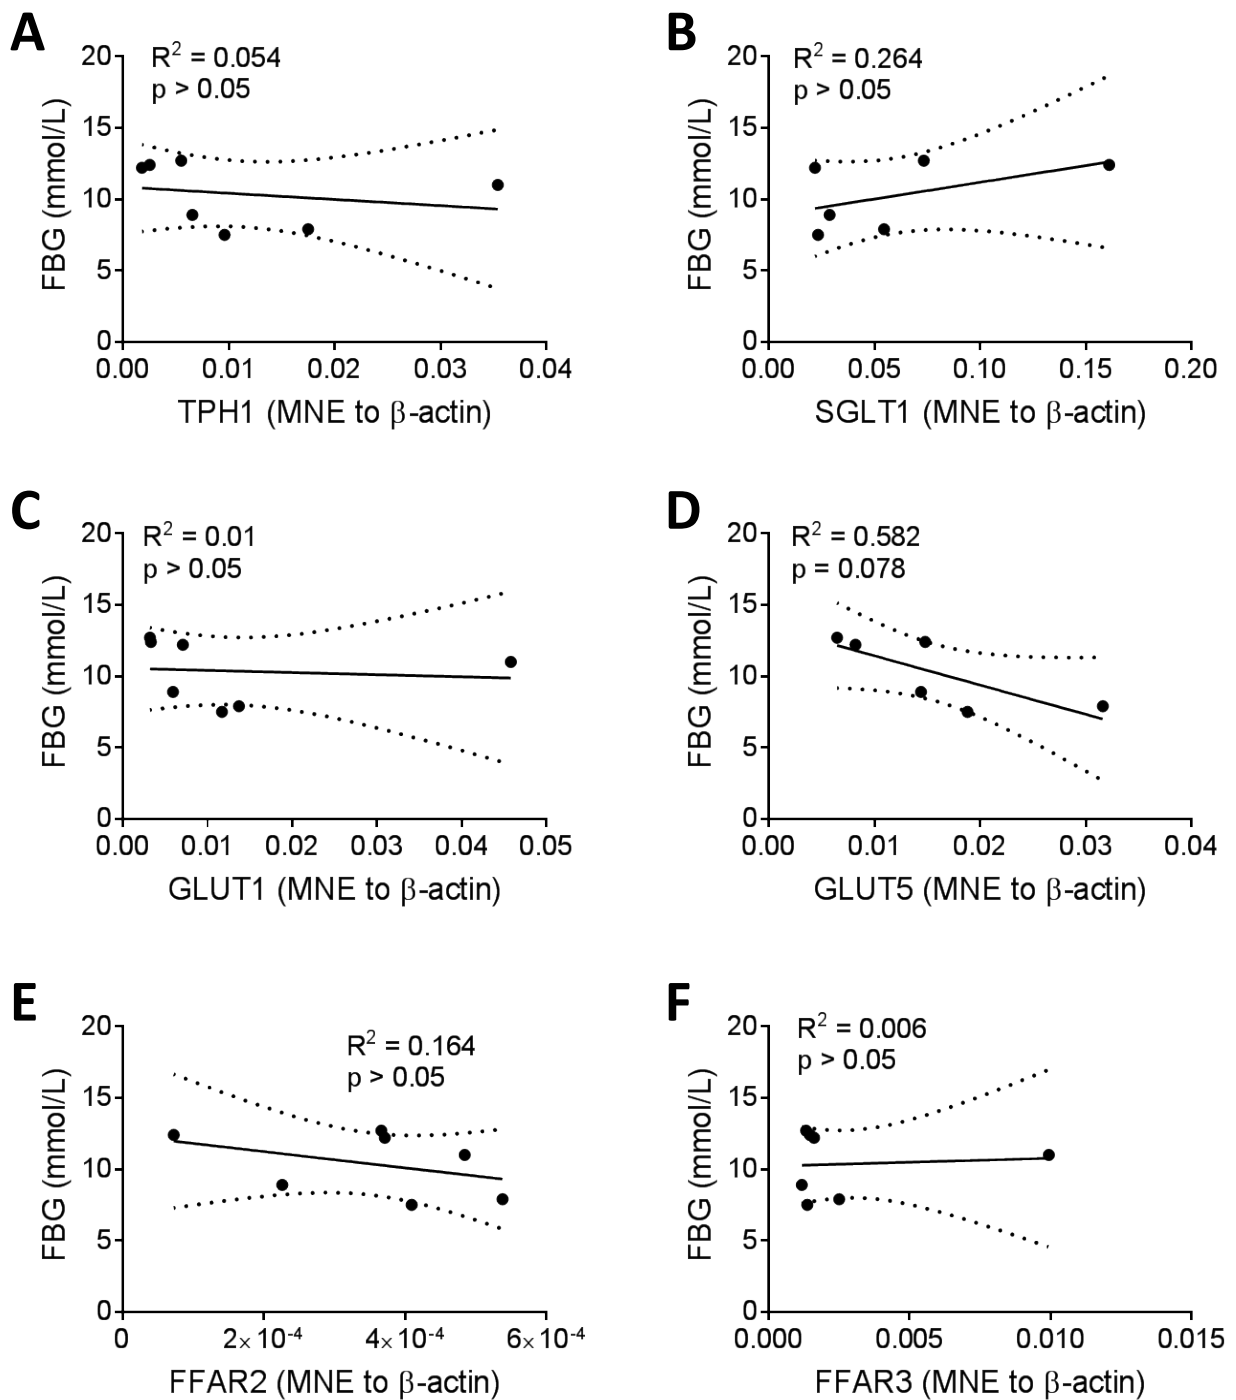 A
R² = 0.054
p > 0.05
20
15
10
5
0
FBG (mmol/L)
0.00 0.01 0.02 0.03 0.04
TPH1 (MNE to β-actin)
B
R² = 0.264
p > 0.05
20
15
10
5
0
FBG (mmol/L)
0.00 0.05 0.10 0.15 0.20
SGLT1 (MNE to β-actin)
C
R² = 0.01
p > 0.05
20
15
10
5
0
FBG (mmol/L)
0.00 0.01 0.02 0.03 0.04 0.05
GLUT1 (MNE to β-actin)
D
R² = 0.582
p = 0.078
20
15
10
5
0
FBG (mmol/L)
0.00 0.01 0.02 0.03 0.04
GLUT5 (MNE to β-actin)
E
R² = 0.164
p > 0.05
20
15
10
5
0
FBG (mmol/L)
0 2×10⁻⁴ 4×10⁻⁴ 6×10⁻⁴
FFAR2 (MNE to β-actin)
F
R² = 0.006
p > 0.05
20
15
10
5
0
FBG (mmol/L)
0.000 0.005 0.010 0.015
FFAR3 (MNE to β-actin)